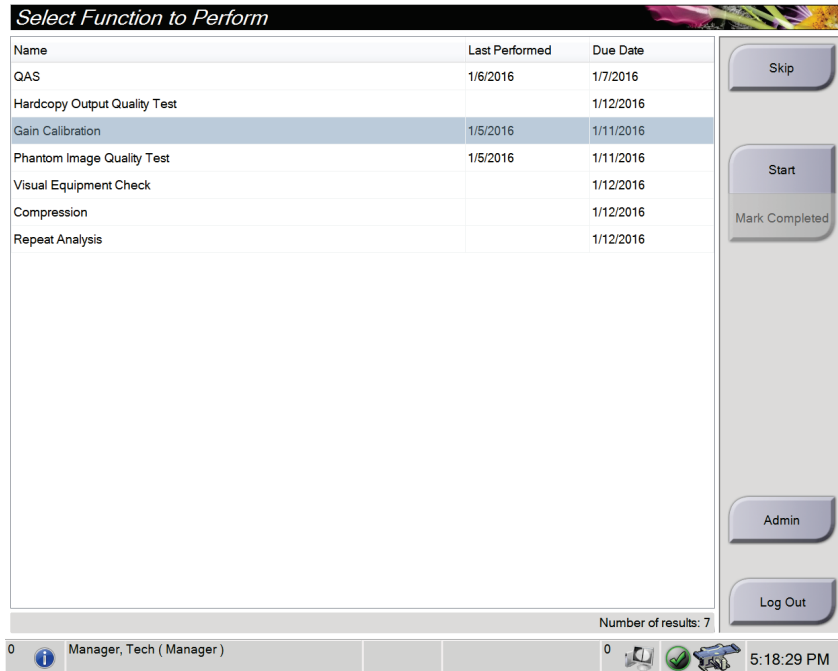 Select Function to Perform
Name Last Performed Due Date
QAS 1/6/2016 1/7/2016
Hardcopy Output Quality Test 1/12/2016
Gain Calibration 1/5/2016 1/11/2016
Phantom Image Quality Test 1/5/2016 1/11/2016
Visual Equipment Check 1/12/2016
Compression 1/12/2016
Repeat Analysis 1/12/2016
Skip
Start
Mark Completed
Admin
Log Out
Number of results: 7
0 Manager, Tech ( Manager ) 0 5:18:29 PM